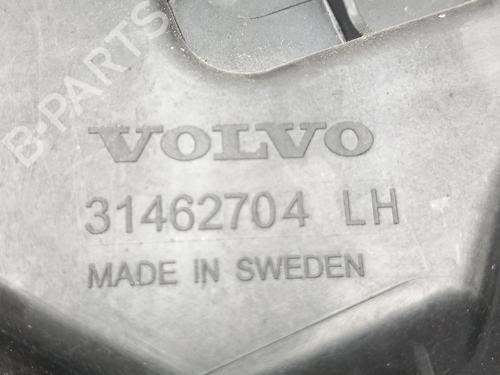 B-PARTS
VOLVO
31462704 LH
MADE IN SWEDEN